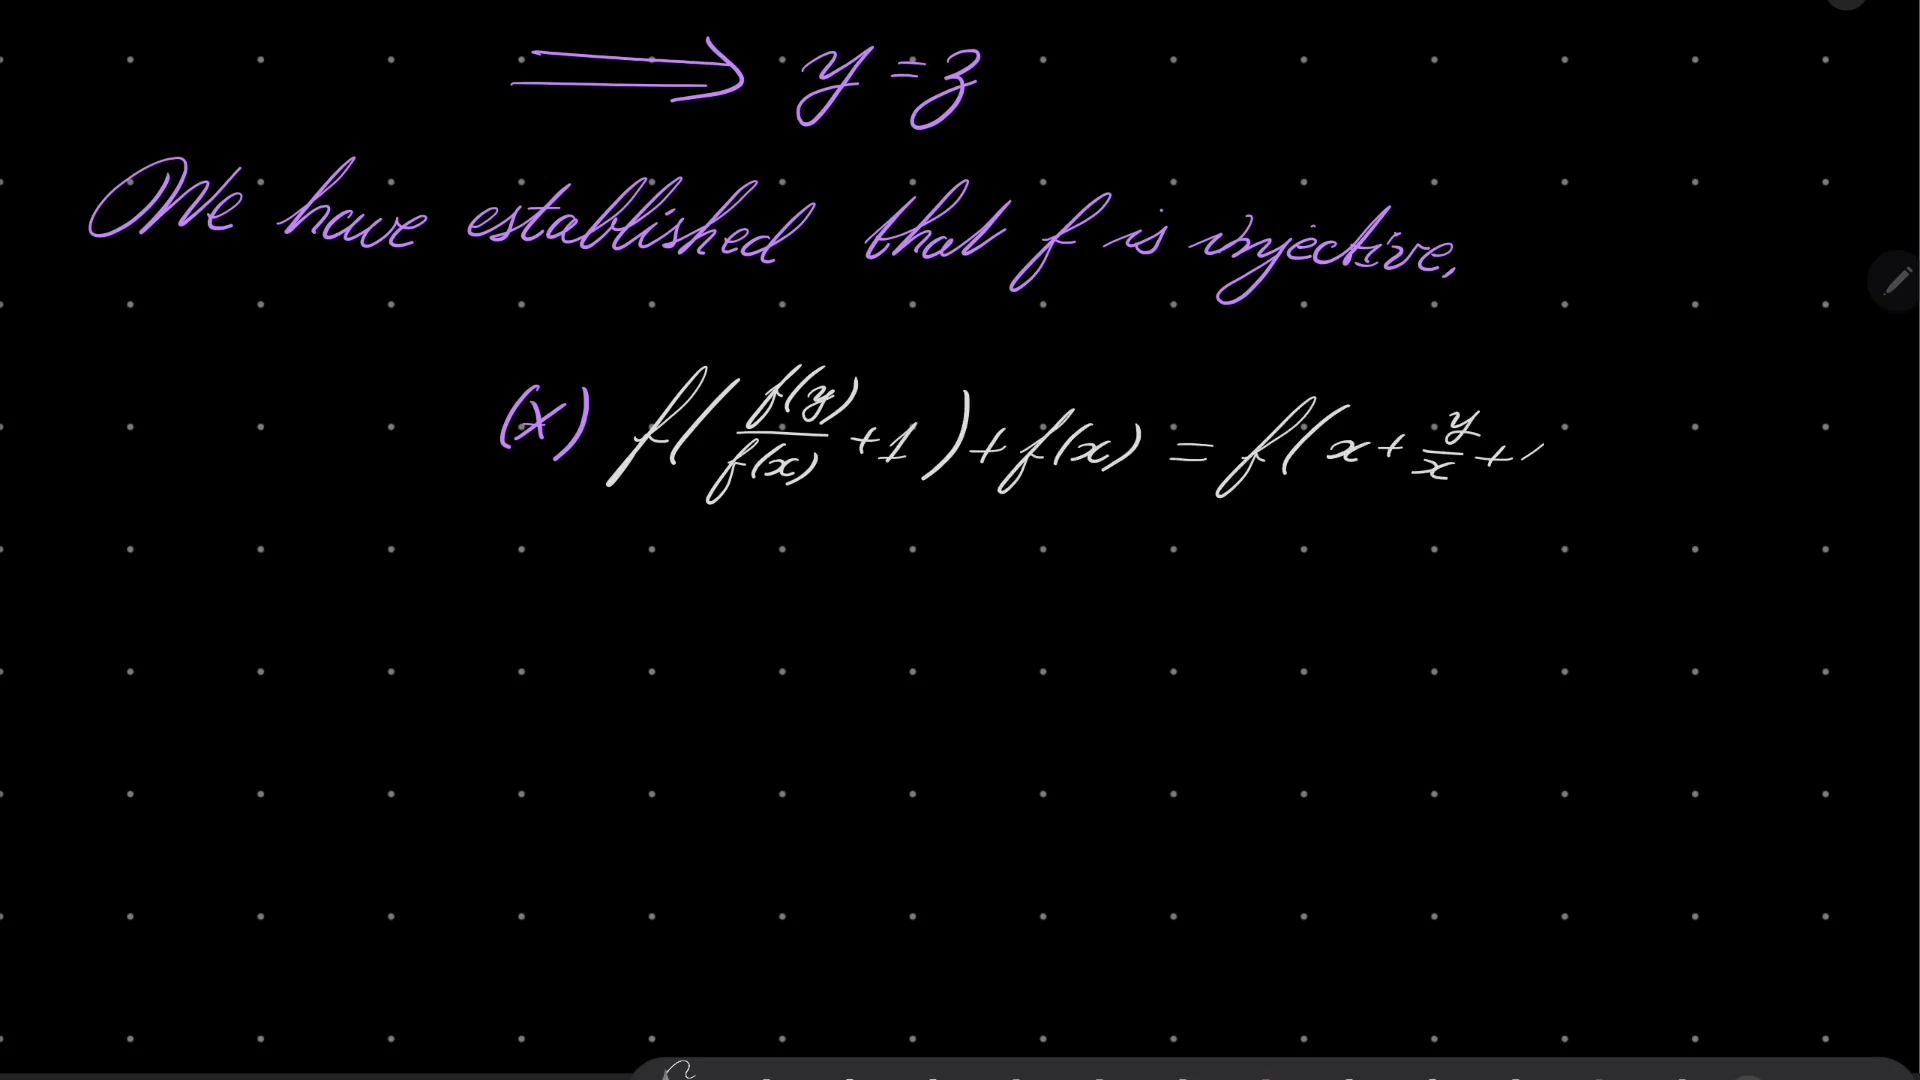 ⟹ y = z
We have established that f is injective.
(x) f(f(y)/f(x) + 1) + f(x) = f(x + y/x +